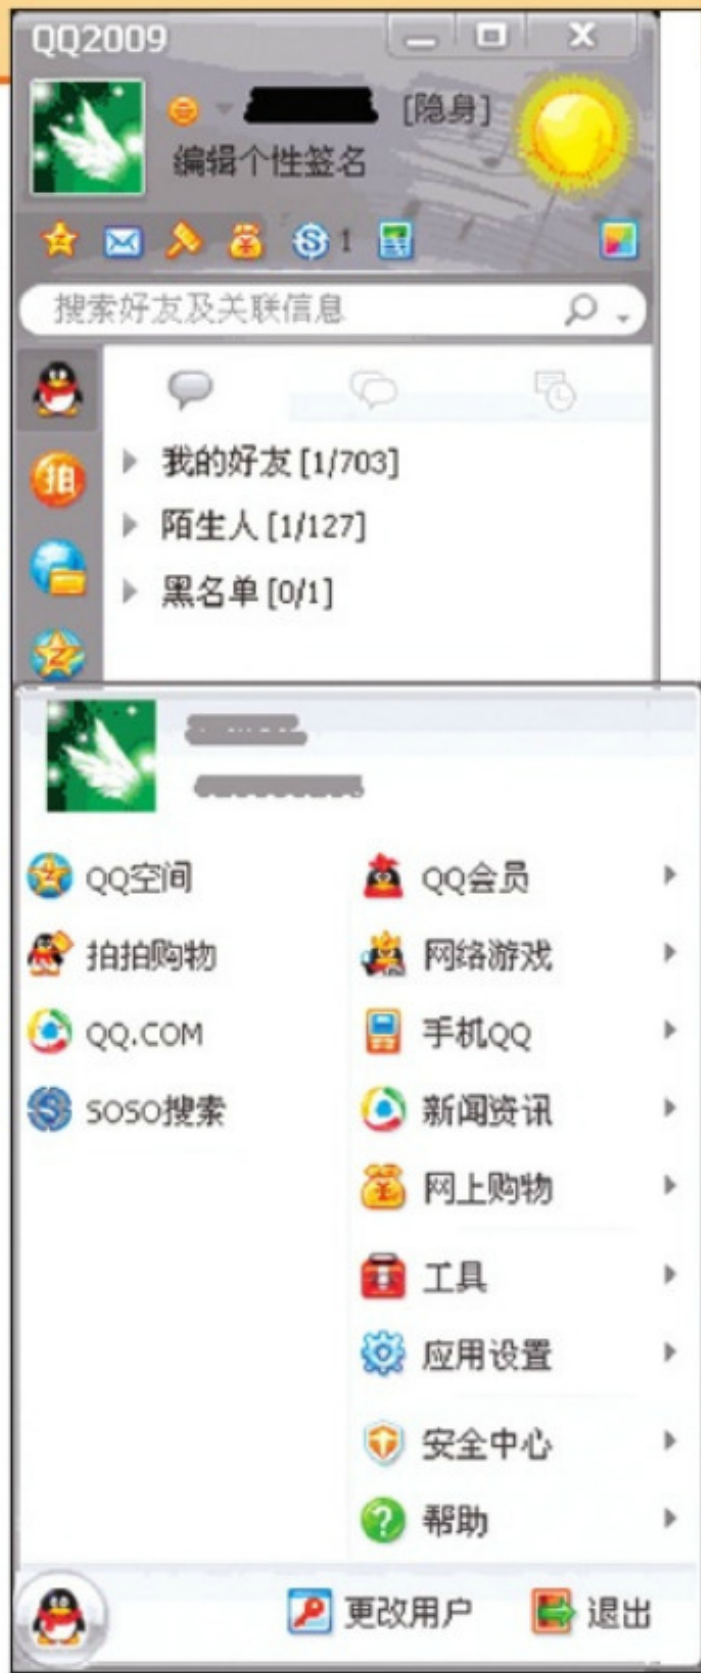 QQ2009
[隐身]
编辑个性签名
1
搜索好友及关联信息
拍
我的好友 [1/703]
陌生人 [1/127]
黑名单 [0/1]
QQ空间
QQ会员
拍拍购物
网络游戏
QQ.COM
手机QQ
SOSO搜索
新闻资讯
网上购物
工具
应用设置
安全中心
帮助
更改用户
退出